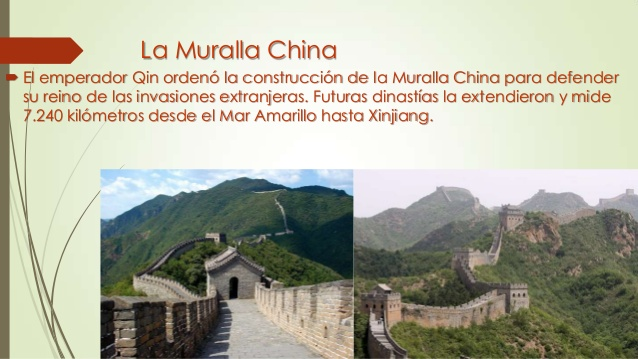 La Muralla China
El emperador Qin ordenó la construcción de la Muralla China para defender
su reino de las invasiones extranjeras. Futuras dinastías la extendieron y mide
7.240 kilómetros desde el Mar Amarillo hasta Xinjiang.